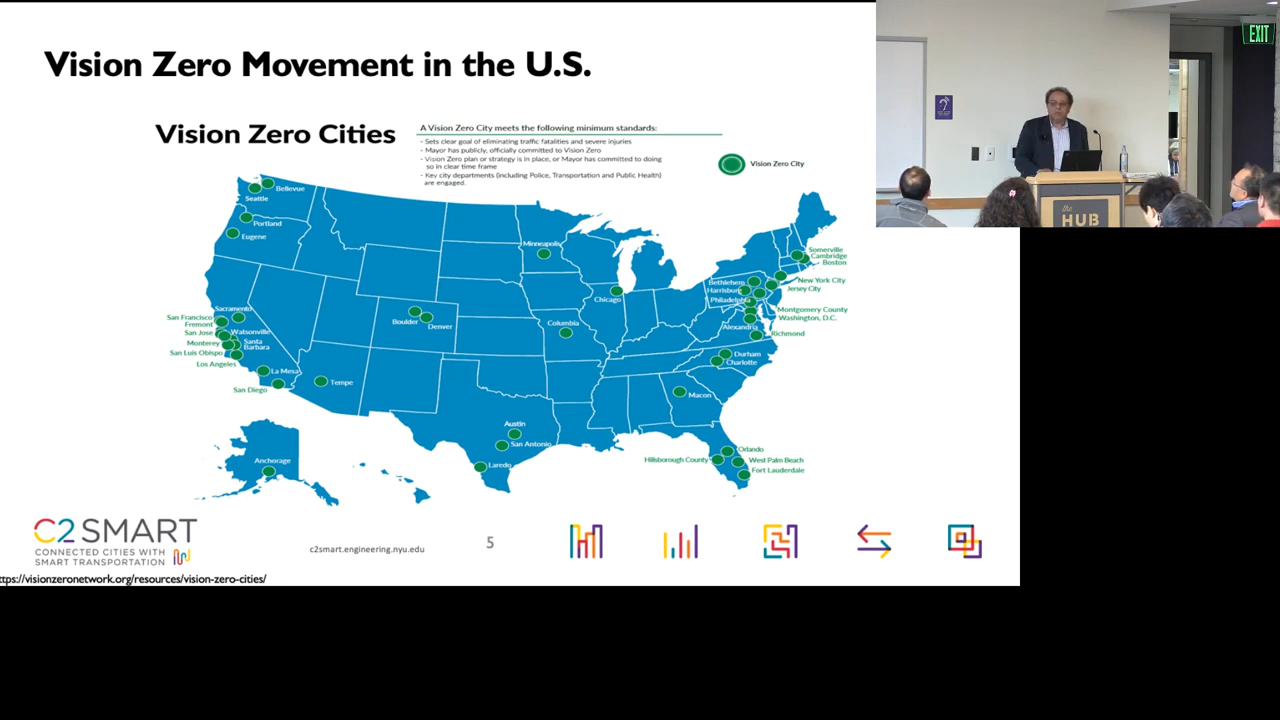 Vision Zero Movement in the U.S.
Vision Zero Cities
A Vision Zero City meets the following minimum standards:
- Sets clear goal of eliminating traffic fatalities and severe injuries
- Mayor has publicly, officially committed to Vision Zero
- Vision Zero plan or strategy is in place, or Mayor has committed to doing
so in clear time frame
- Key city departments (including Police, Transportation and Public Health)
are engaged.
Vision Zero City
EXIT
the
HUB
Bellevue
Seattle
Portland
Eugene
Minneapolis
Somerville
Cambridge
Boston
New York City
Bethlehem
Harrisburg
Jersey City
Philadelphia
Chicago
Montgomery County
Washington, D.C.
Sacramento
San Francisco
Fremont
Boulder
Denver
Columbia
Alexandria
Richmond
San Jose
Watsonville
Monterey
Santa
Barbara
San Luis Obispo
Los Angeles
Durham
Charlotte
La Mesa
San Diego
Tempe
Macon
Austin
San Antonio
Laredo
Orlando
Hillsborough County
West Palm Beach
Fort Lauderdale
Anchorage
C2SMART
CONNECTED CITIES WITH
SMART TRANSPORTATION
c2smart.engineering.nyu.edu
5
ttps://visionzeronetwork.org/resources/vision-zero-cities/